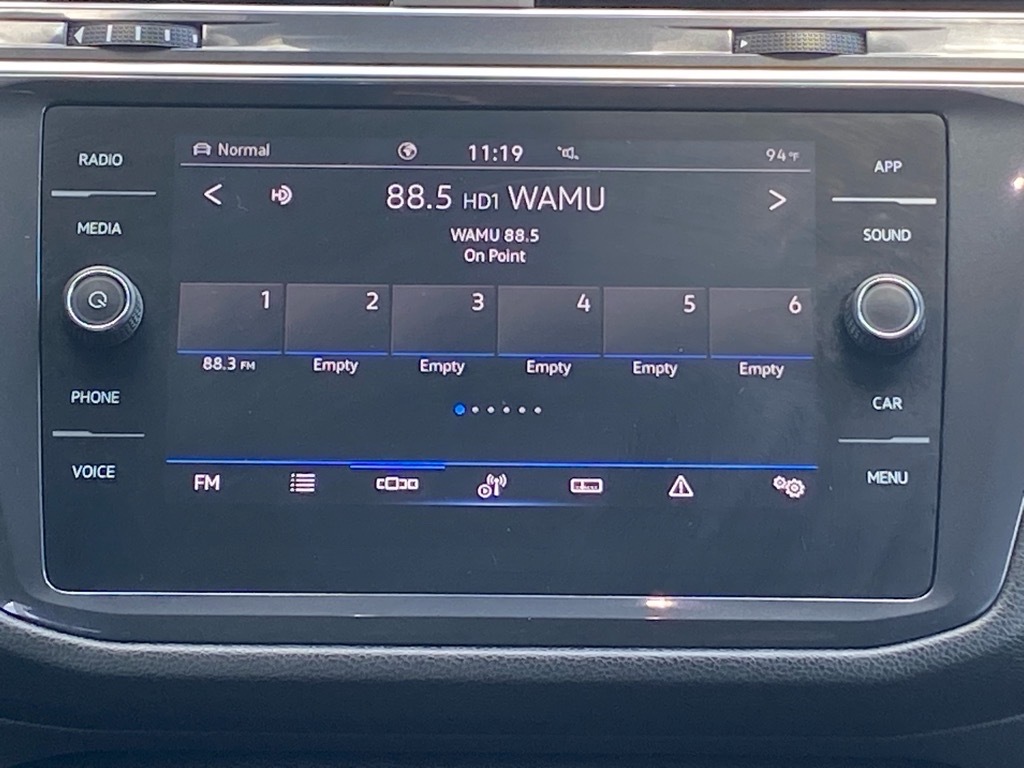 RADIO
MEDIA
PHONE
VOICE
Normal 11:19 94°F
88.5 HD1 WAMU
WAMU 88.5
On Point
1 2 3 4 5 6
88.3 FM Empty Empty Empty Empty Empty
FM
APP
SOUND
CAR
MENU